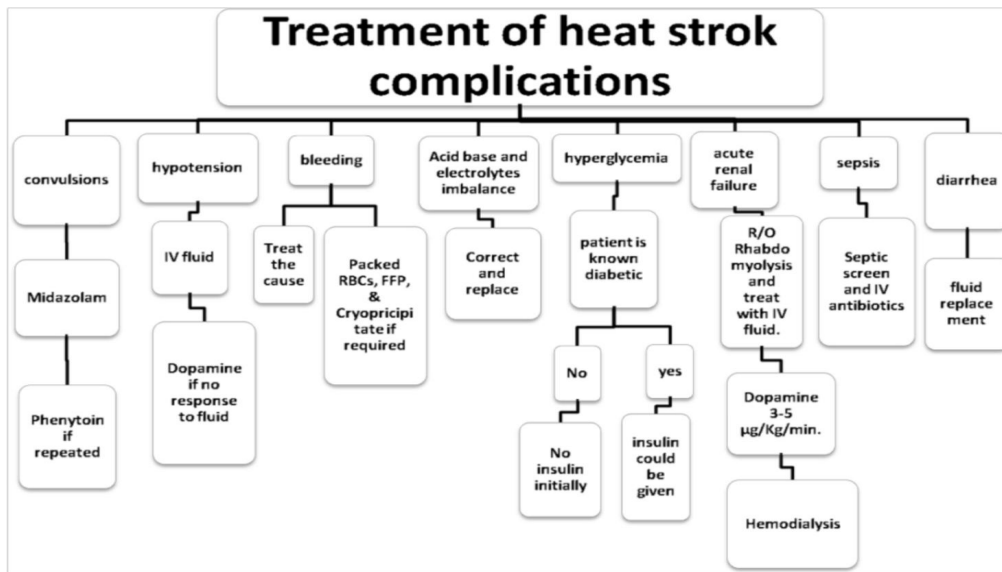 Treatment of heat strok
complications
convulsions
Midazolam
Phenytoin
if
repeated
hypotension
IV fluid
Dopamine
if no
response
to fluid
bleeding
Treat
the
cause
Packed
RBCs, FFP,
&
Cryopricipi
tate if
required
Acid base and
electrolytes
imbalance
Correct
and
replace
hyperglycemia
patient is
known
diabetic
No
No
insulin
initially
yes
insulin
could
be
given
acute
renal
failure
R/O
Rhabdo
myolysis
and
treat
with IV
fluid.
Dopamine
3-5
µg/Kg/min.
Hemodialysis
sepsis
Septic
screen
and IV
antibiotics
diarrhea
fluid
replace
ment